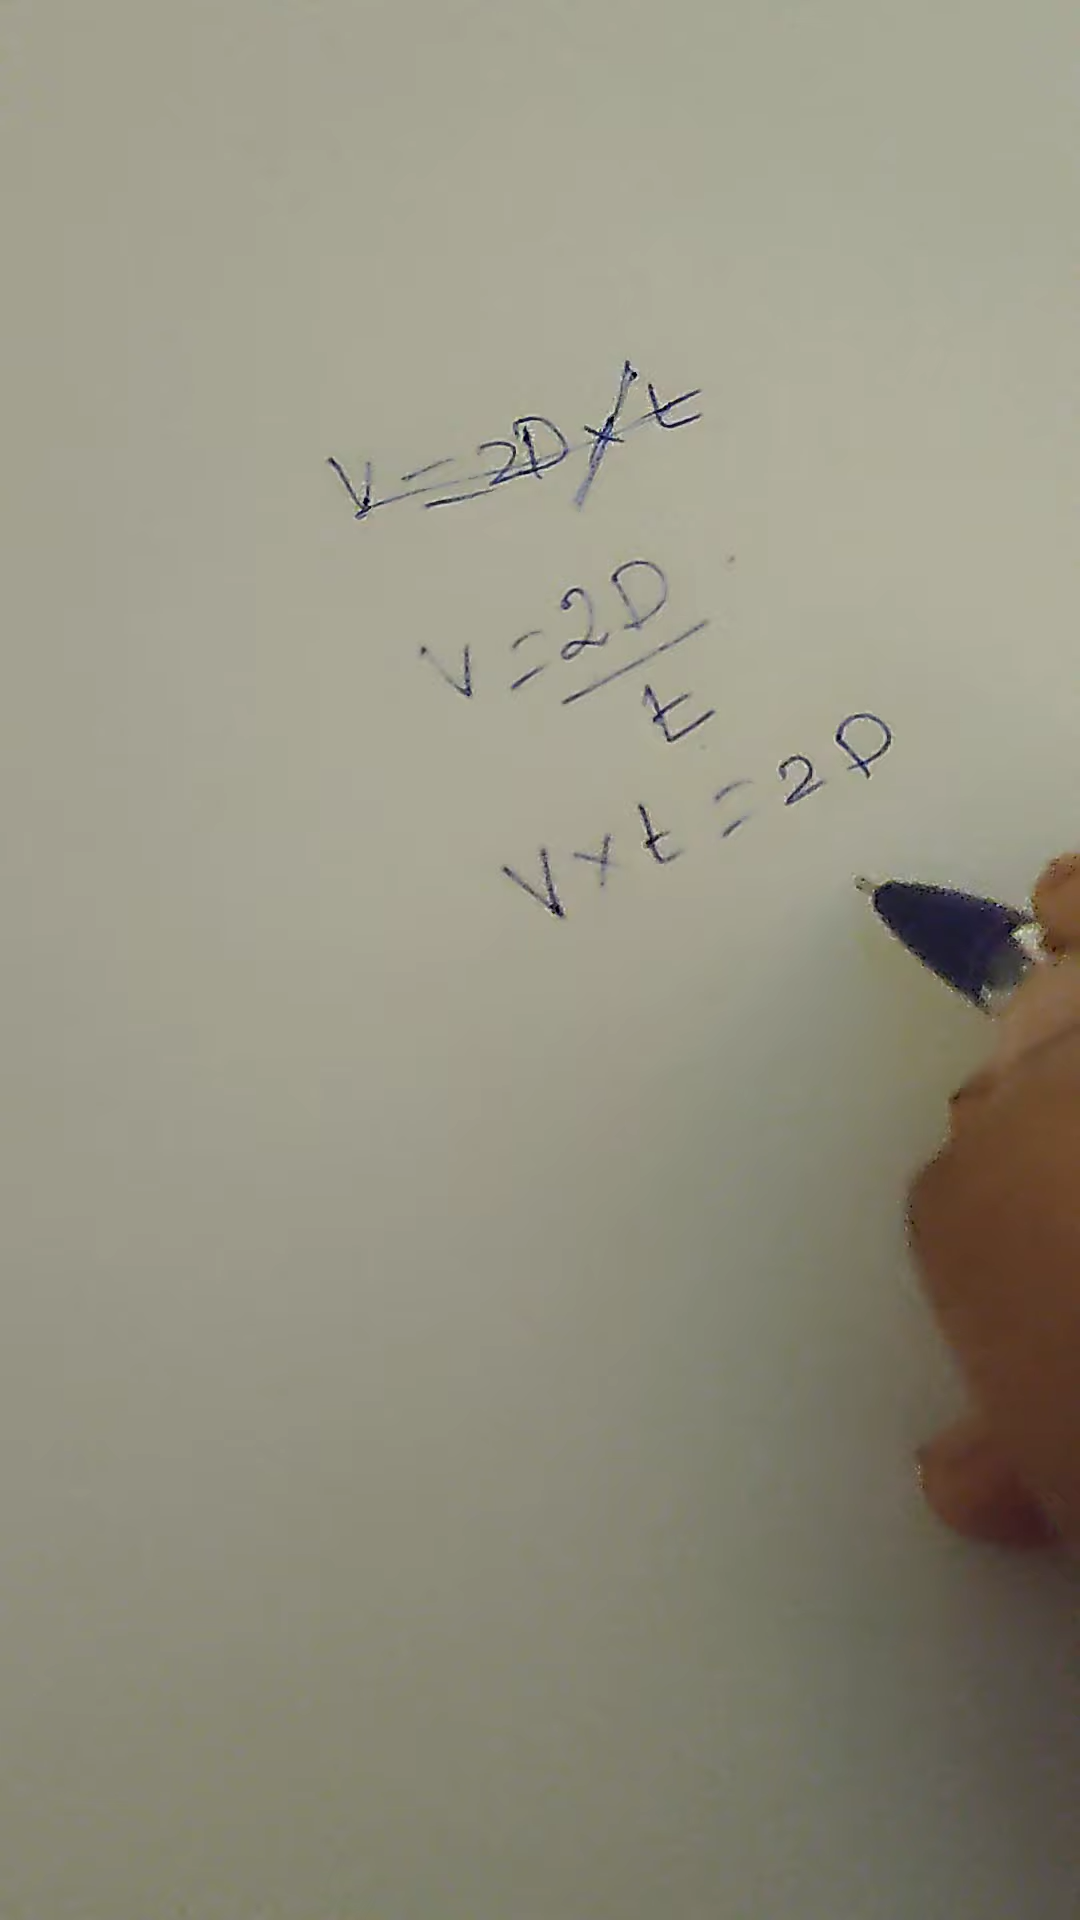 V = 2D × t
V = 2D / t
V × t = 2D